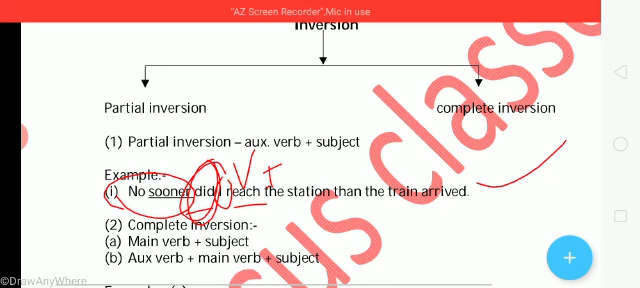 "AZ Screen Recorder",Mic in use
Inversion
Partial inversion complete inversion
(1) Partial inversion – aux. verb + subject
Example:-
(i) No sooner did I reach the station than the train arrived.
(2) Complete inversion:-
(a) Main verb + subject
(b) Aux verb + main verb + subject
©DrawAnyWhere